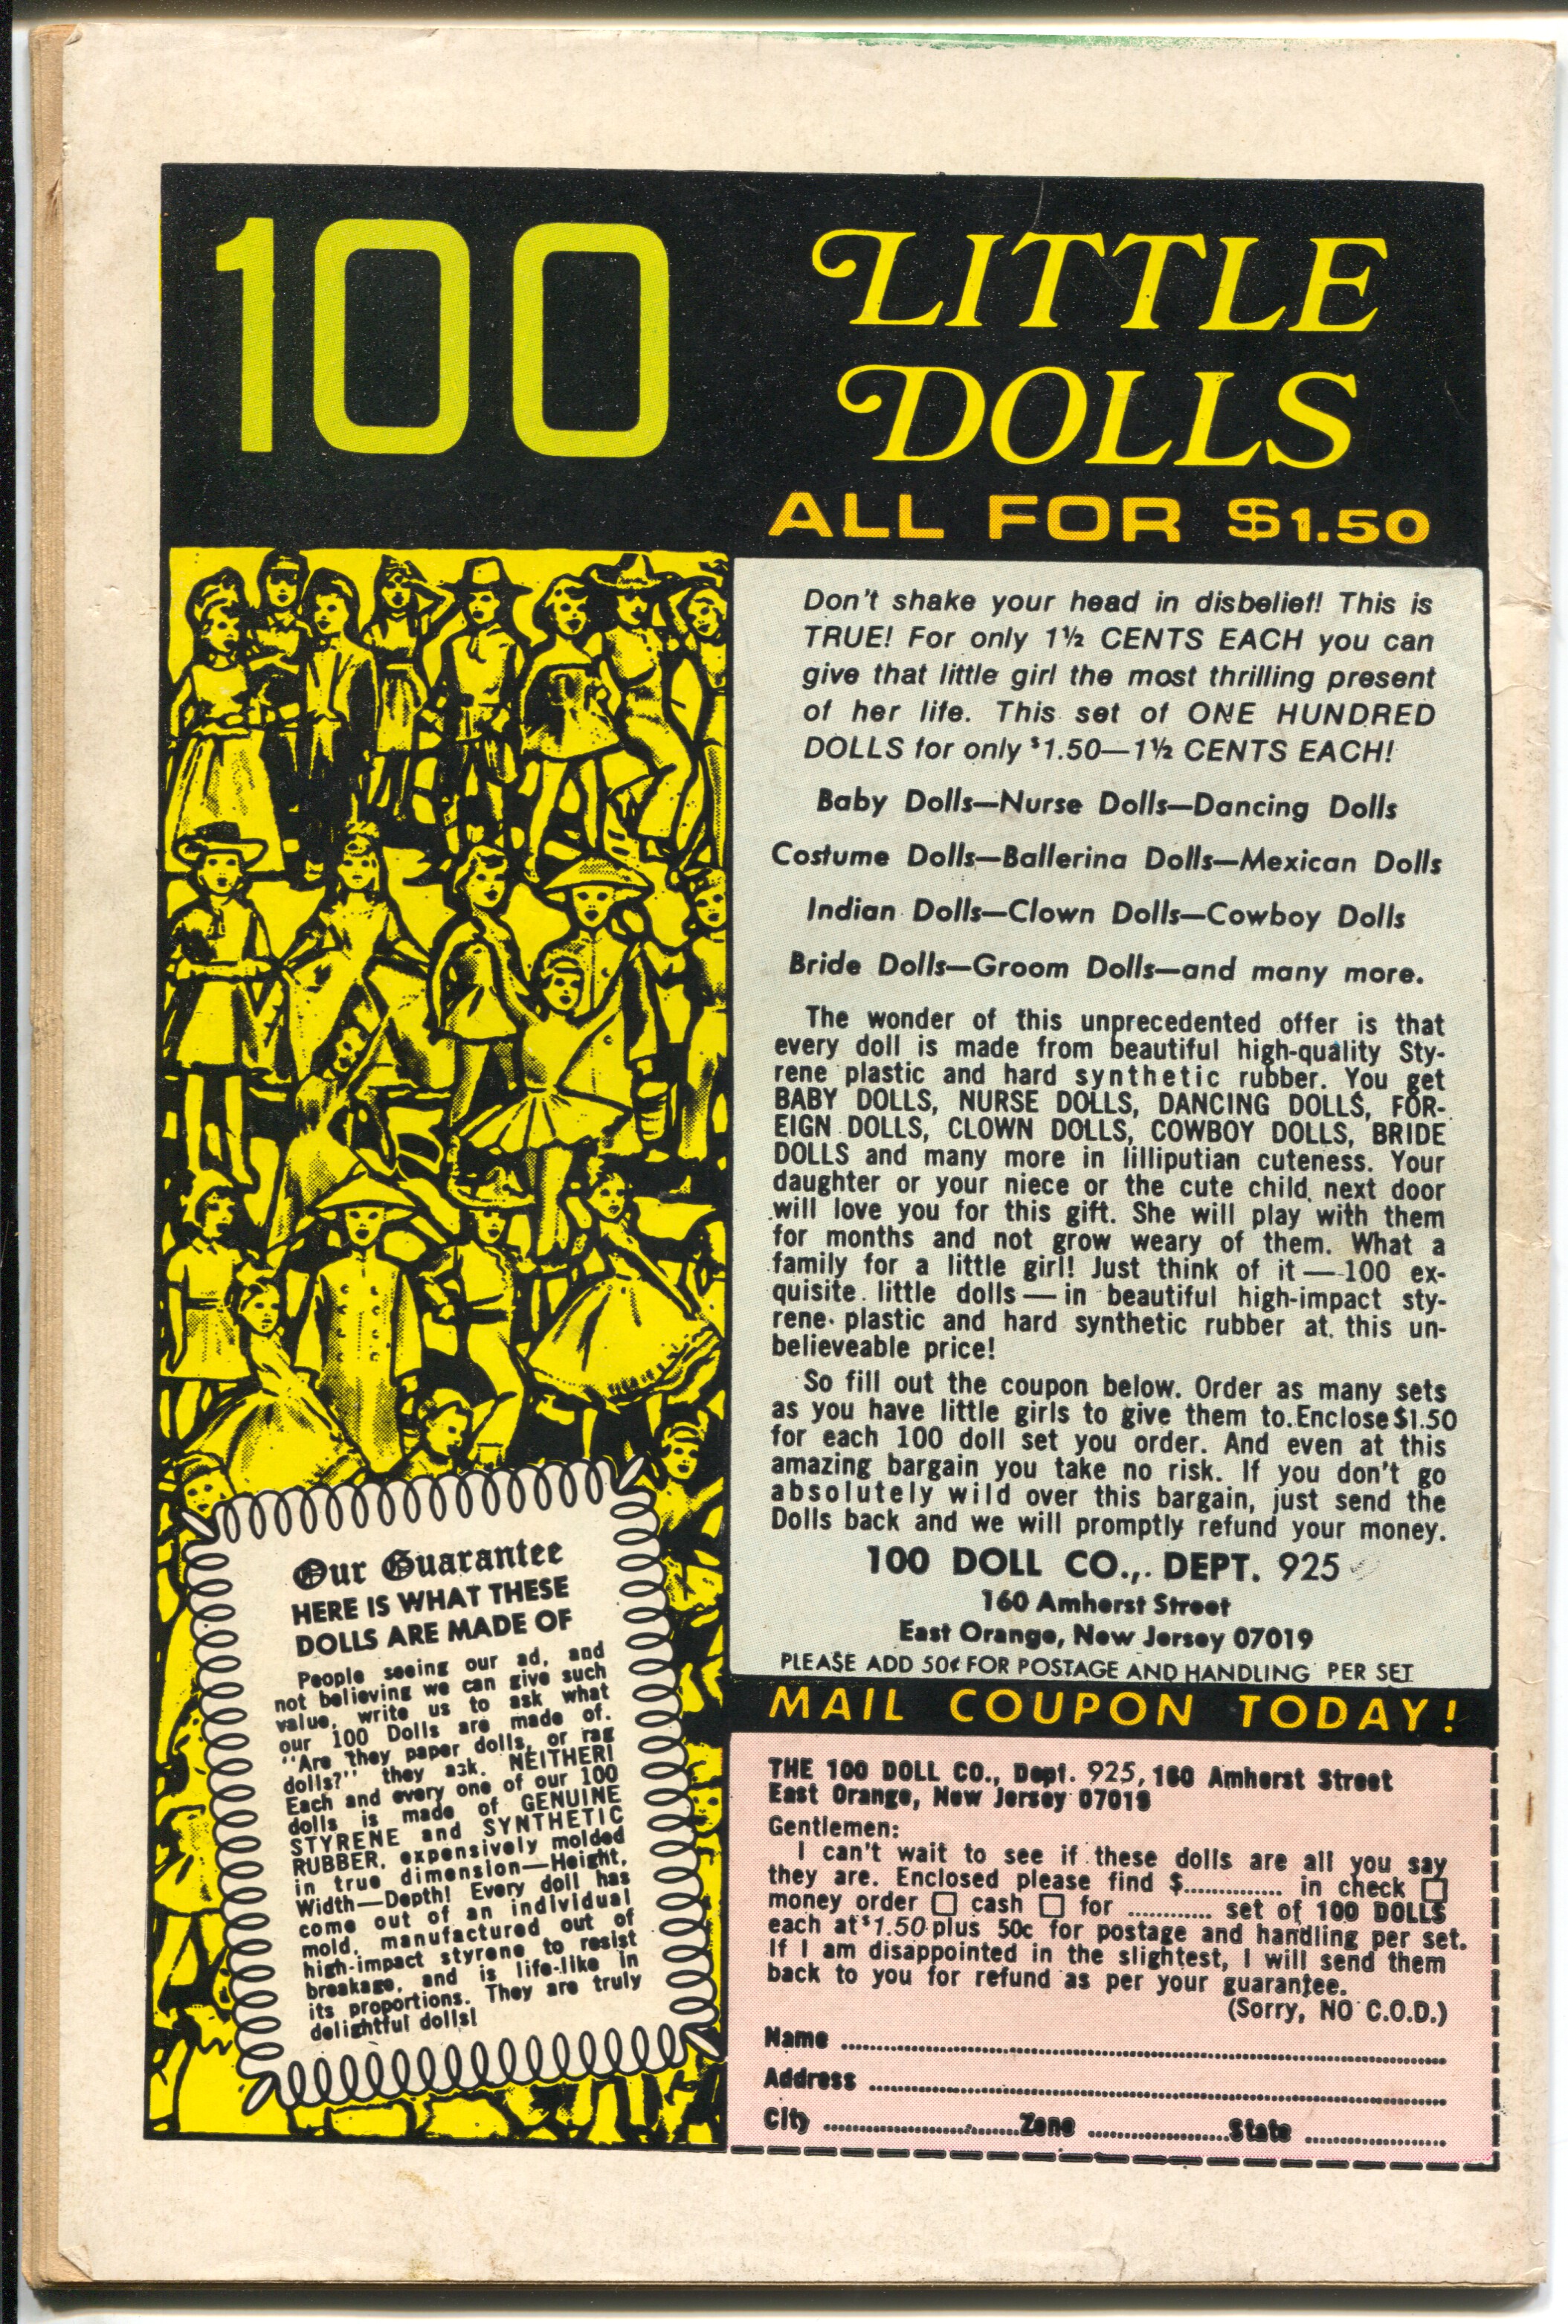 100
LITTLE
DOLLS
ALL FOR $1.50
Don't shake your head in disbelief! This is
TRUE! For only 1½ CENTS EACH you can
give that little girl the most thrilling present
of her life. This set of ONE HUNDRED
DOLLS for only $1.50—1½ CENTS EACH!
Baby Dolls—Nurse Dolls—Dancing Dolls
Costume Dolls—Ballerina Dolls—Mexican Dolls
Indian Dolls—Clown Dolls—Cowboy Dolls
Bride Dolls—Groom Dolls—and many more.
The wonder of this unprecedented offer is that
every doll is made from beautiful high-quality Sty-
rene plastic and hard synthetic rubber. You get
BABY DOLLS, NURSE DOLLS, DANCING DOLLS, FOR-
EIGN DOLLS, CLOWN DOLLS, COWBOY DOLLS, BRIDE
DOLLS and many more in lilliputian cuteness. Your
daughter or your niece or the cute child next door
will love you for this gift. She will play with them
for months and not grow weary of them. What a
family for a little girl! Just think of it—100 ex-
quisite little dolls—in beautiful high-impact sty-
rene plastic and hard synthetic rubber at this un-
believeable price!
So fill out the coupon below. Order as many sets
as you have little girls to give them to. Enclose $1.50
for each 100 doll set you order. And even at this
amazing bargain you take no risk. If you don't go
absolutely wild over this bargain, just send the
Dolls back and we will promptly refund your money.
100 DOLL CO., DEPT. 925
160 Amherst Street
East Orange, New Jersey 07019
PLEASE ADD 50¢ FOR POSTAGE AND HANDLING PER SET
Our Guarantee
HERE IS WHAT THESE
DOLLS ARE MADE OF
People seeing our ad, and
not believing we can give such
value, write us to ask what
our 100 Dolls are made of.
"Are they paper dolls, or rag
dolls?" they ask. NEITHER!
Each and every one of our 100
dolls is made of GENUINE
STYRENE and SYNTHETIC
RUBBER, expensively molded
in true dimension—Height,
Width—Depth! Every doll has
come out of an individual
mold, manufactured out of
high-impact styrene to resist
breakage, and is life-like in
its proportions. They are truly
delightful dolls!
MAIL COUPON TODAY!
THE 100 DOLL CO., Dept. 925, 160 Amherst Street
East Orange, New Jersey 07019
Gentlemen:
I can't wait to see if these dolls are all you say
they are. Enclosed please find $.............. in check ☐
money order ☐ cash ☐ for ............ set of 100 DOLLS
each at $1.50 plus 50c for postage and handling per set.
If I am disappointed in the slightest, I will send them
back to you for refund as per your guarantee.
(Sorry, NO C.O.D.)
Name
Address
City ........ Zone ........ State ........